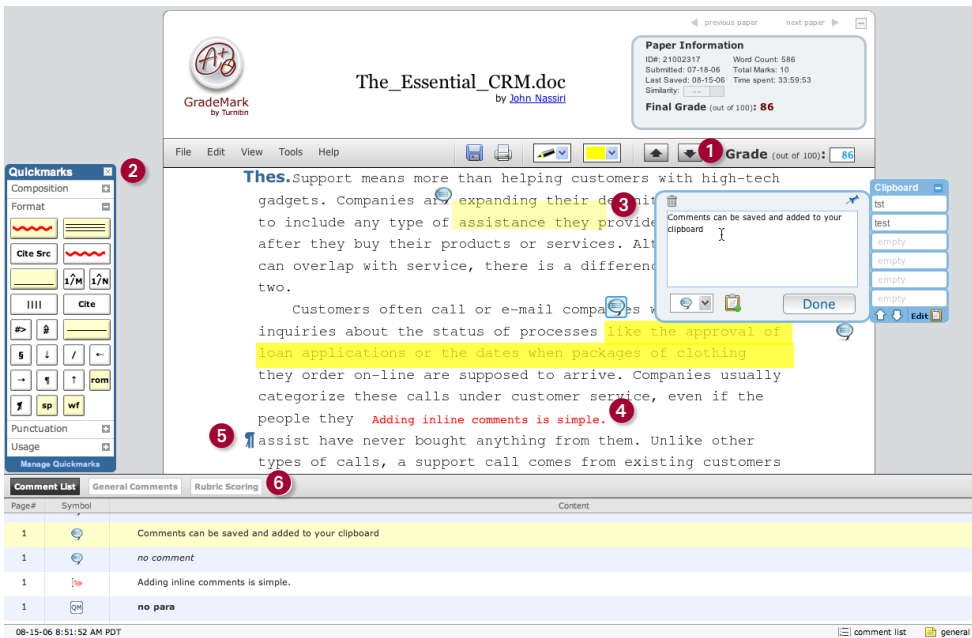 previous paper next paper
Paper Information
ID#: 21002317 Word Count: 586
Submitted: 07-18-06 Total Marks: 10
Last Saved: 08-15-06 Time spent: 33:59:53
Similarity: --
Final Grade (out of 100): 86
A+
GradeMark
by Turnitin
The_Essential_CRM.doc
by John Nassiri
File Edit View Tools Help
1 Grade (out of 100): 86
Quickmarks 2
Composition
Format
Cite Src
1/M 1/N
Cite
#>
§ ↓ / ←
→ ¶ ↑ rom
sp wf
Punctuation
Usage
Manage Quickmarks
Thes. Support means more than helping customers with high-tech
gadgets. Companies are expanding their
to include any type of assistance they provide
after they buy their products or services.
can overlap with service, there is a
two.
Customers often call or e-mail
inquiries about the status of processes like the approval of
loan applications or the dates when packages of clothing
they order on-line are supposed to arrive. Companies usually
categorize these calls under customer service, even if the
people they Adding inline comments is simple. 4
5 ¶ assist have never bought anything from them. Unlike other
types of calls, a support call comes from existing customers
3
Comments can be saved and added to your
clipboard
Done
Clipboard
tst
test
empty
empty
empty
empty
Edit
Comment List General Comments Rubric Scoring 6
Page# Symbol Content
1 Comments can be saved and added to your clipboard
1 no comment
1 Adding inline comments is simple.
1 QM no para
08-15-06 8:51:52 AM PDT comment list general